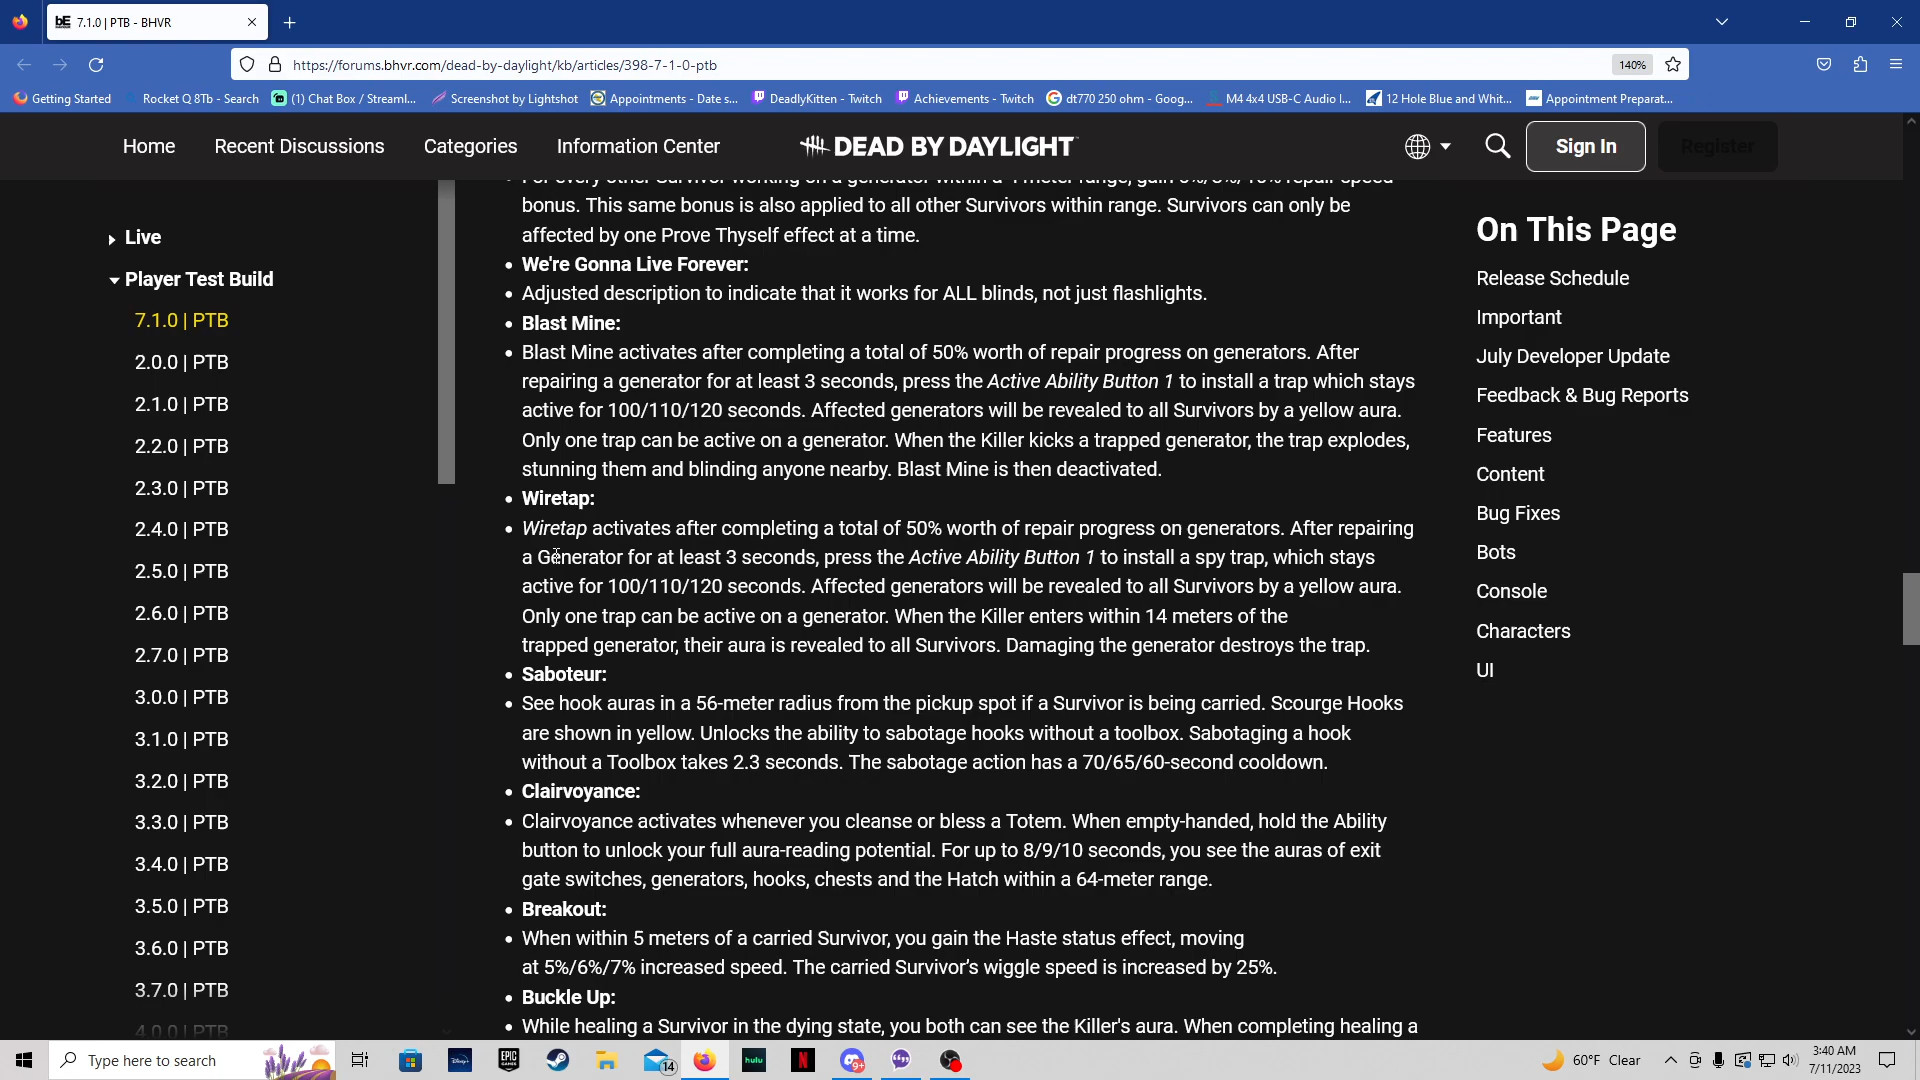 7.1.0 | PTB - BHVR
https://forums.bhvr.com/dead-by-daylight/kb/articles/398-7-1-0-ptb
140%
Getting Started
Rocket Q 8Tb - Search
(1) Chat Box / Streaml...
Screenshot by Lightshot
Appointments - Date s...
DeadlyKitten - Twitch
Achievements - Twitch
dt770 250 ohm - Goog...
M4 4x4 USB-C Audio I...
12 Hole Blue and Whit...
Appointment Preparat...
Home
Recent Discussions
Categories
Information Center
DEAD BY DAYLIGHT
Sign In
Register
Live
Player Test Build
7.1.0 | PTB
2.0.0 | PTB
2.1.0 | PTB
2.2.0 | PTB
2.3.0 | PTB
2.4.0 | PTB
2.5.0 | PTB
2.6.0 | PTB
2.7.0 | PTB
3.0.0 | PTB
3.1.0 | PTB
3.2.0 | PTB
3.3.0 | PTB
3.4.0 | PTB
3.5.0 | PTB
3.6.0 | PTB
3.7.0 | PTB
4.0.0 | PTB
For every other Survivor working on a generator within a 4 meter range, gain repair speed
bonus. This same bonus is also applied to all other Survivors within range. Survivors can only be
affected by one Prove Thyself effect at a time.
• We're Gonna Live Forever:
• Adjusted description to indicate that it works for ALL blinds, not just flashlights.
• Blast Mine:
• Blast Mine activates after completing a total of 50% worth of repair progress on generators. After
repairing a generator for at least 3 seconds, press the Active Ability Button 1 to install a trap which stays
active for 100/110/120 seconds. Affected generators will be revealed to all Survivors by a yellow aura.
Only one trap can be active on a generator. When the Killer kicks a trapped generator, the trap explodes,
stunning them and blinding anyone nearby. Blast Mine is then deactivated.
• Wiretap:
• Wiretap activates after completing a total of 50% worth of repair progress on generators. After repairing
a Generator for at least 3 seconds, press the Active Ability Button 1 to install a spy trap, which stays
active for 100/110/120 seconds. Affected generators will be revealed to all Survivors by a yellow aura.
Only one trap can be active on a generator. When the Killer enters within 14 meters of the
trapped generator, their aura is revealed to all Survivors. Damaging the generator destroys the trap.
• Saboteur:
• See hook auras in a 56-meter radius from the pickup spot if a Survivor is being carried. Scourge Hooks
are shown in yellow. Unlocks the ability to sabotage hooks without a toolbox. Sabotaging a hook
without a Toolbox takes 2.3 seconds. The sabotage action has a 70/65/60-second cooldown.
• Clairvoyance:
• Clairvoyance activates whenever you cleanse or bless a Totem. When empty-handed, hold the Ability
button to unlock your full aura-reading potential. For up to 8/9/10 seconds, you see the auras of exit
gate switches, generators, hooks, chests and the Hatch within a 64-meter range.
• Breakout:
• When within 5 meters of a carried Survivor, you gain the Haste status effect, moving
at 5%/6%/7% increased speed. The carried Survivor's wiggle speed is increased by 25%.
• Buckle Up:
• While healing a Survivor in the dying state, you both can see the Killer's aura. When completing healing a
On This Page
Release Schedule
Important
July Developer Update
Feedback & Bug Reports
Features
Content
Bug Fixes
Bots
Console
Characters
UI
Type here to search
Disney+
EPIC GAMES
14
hulu
N
9+
60°F Clear
3:40 AM
7/11/2023